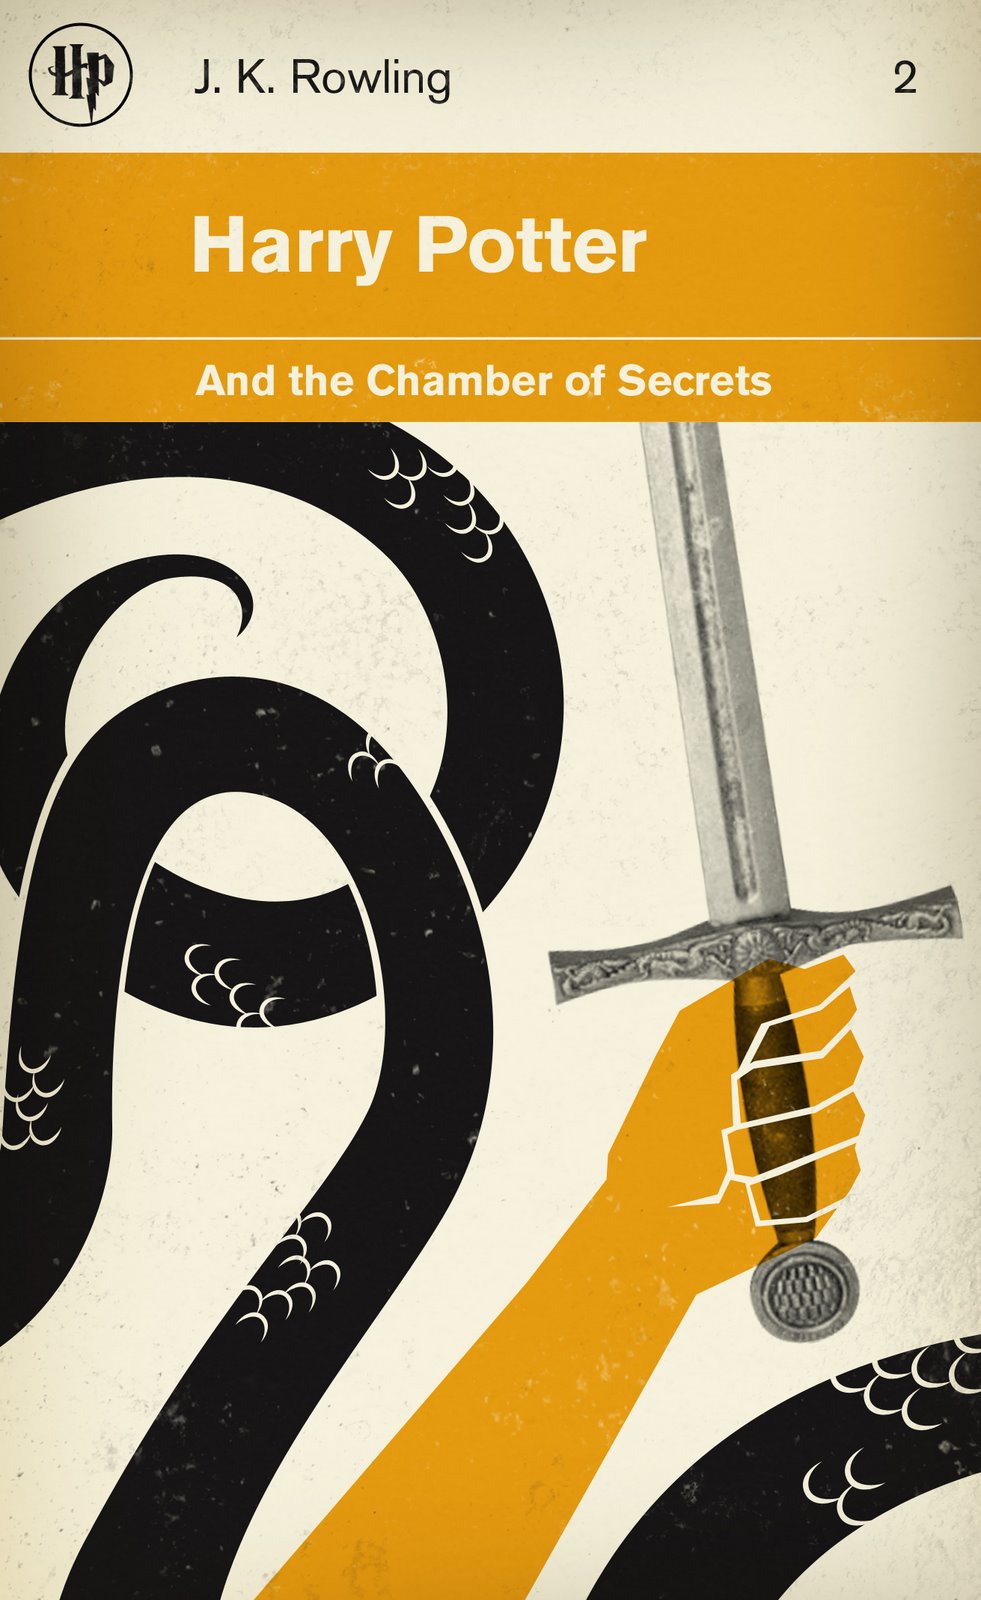 HP
J. K. Rowling
2
Harry Potter
And the Chamber of Secrets